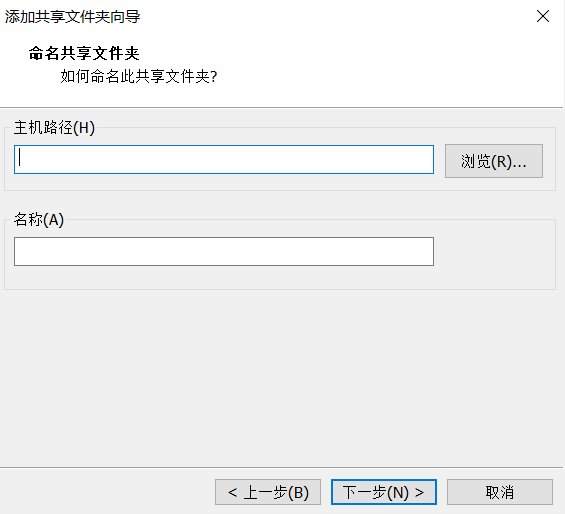 添加共享文件夹向导
命名共享文件夹
如何命名此共享文件夹?
主机路径(H)
浏览(R)...
名称(A)
< 上一步(B)
下一步(N) >
取消